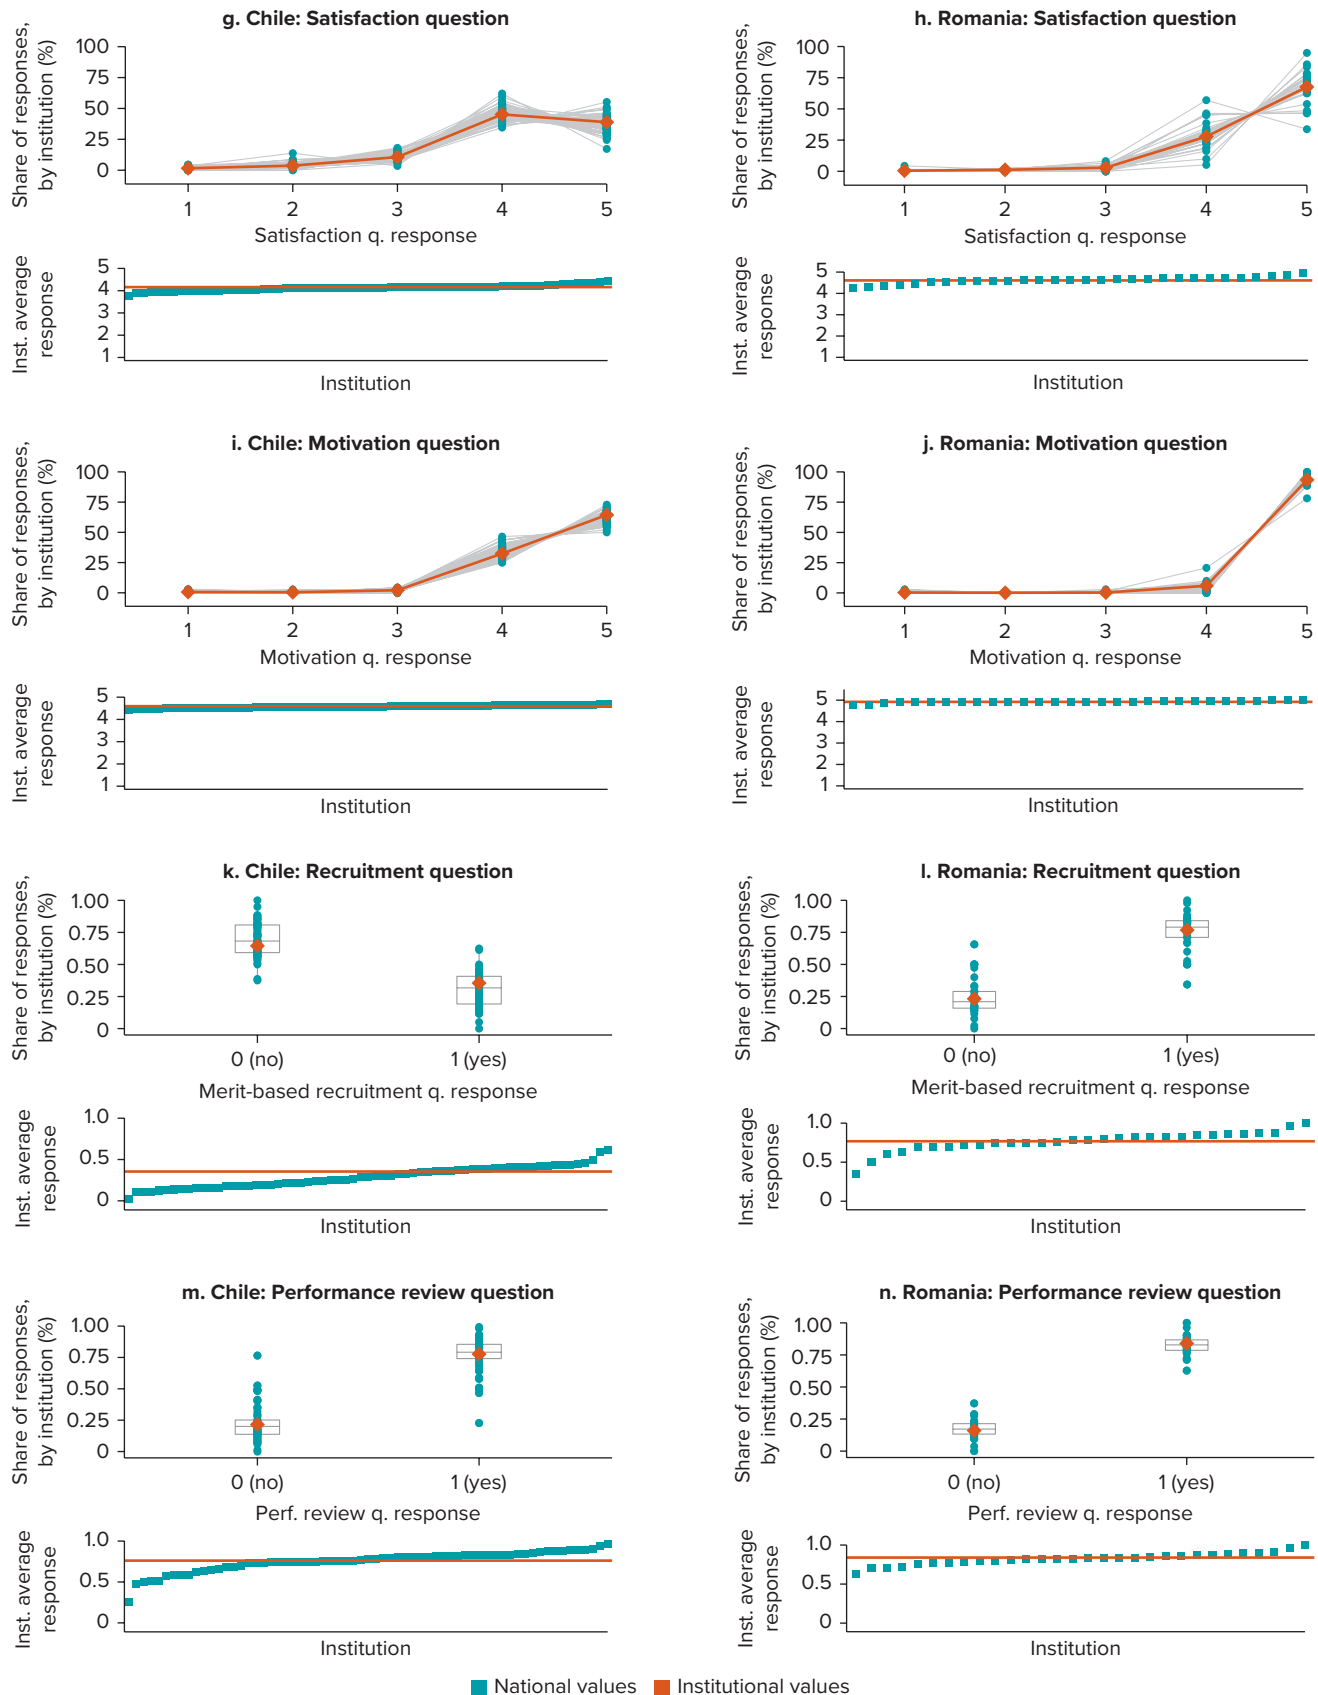 g. Chile: Satisfaction question
Share of responses,
by institution (%)
100
75
50
25
0
1 2 3 4 5
Satisfaction q. response
Inst. average
response
5
4
3
2
1
Institution
h. Romania: Satisfaction question
Share of responses,
by institution (%)
100
75
50
25
0
1 2 3 4 5
Satisfaction q. response
Inst. average
response
5
4
3
2
1
Institution
i. Chile: Motivation question
Share of responses,
by institution (%)
100
75
50
25
0
1 2 3 4 5
Motivation q. response
Inst. average
response
5
4
3
2
1
Institution
j. Romania: Motivation question
Share of responses,
by institution (%)
100
75
50
25
0
1 2 3 4 5
Motivation q. response
Inst. average
response
5
4
3
2
1
Institution
k. Chile: Recruitment question
Share of responses,
by institution (%)
1.00
0.75
0.50
0.25
0
0 (no) 1 (yes)
Merit-based recruitment q. response
Inst. average
response
1.0
0.5
0
Institution
l. Romania: Recruitment question
Share of responses,
by institution (%)
1.00
0.75
0.50
0.25
0
0 (no) 1 (yes)
Merit-based recruitment q. response
Inst. average
response
1.0
0.5
0
Institution
m. Chile: Performance review question
Share of responses,
by institution (%)
1.00
0.75
0.50
0.25
0
0 (no) 1 (yes)
Perf. review q. response
Inst. average
response
1.0
0.5
0
Institution
n. Romania: Performance review question
Share of responses,
by institution (%)
1.00
0.75
0.50
0.25
0
0 (no) 1 (yes)
Perf. review q. response
Inst. average
response
1.0
0.5
0
Institution
National values Institutional values